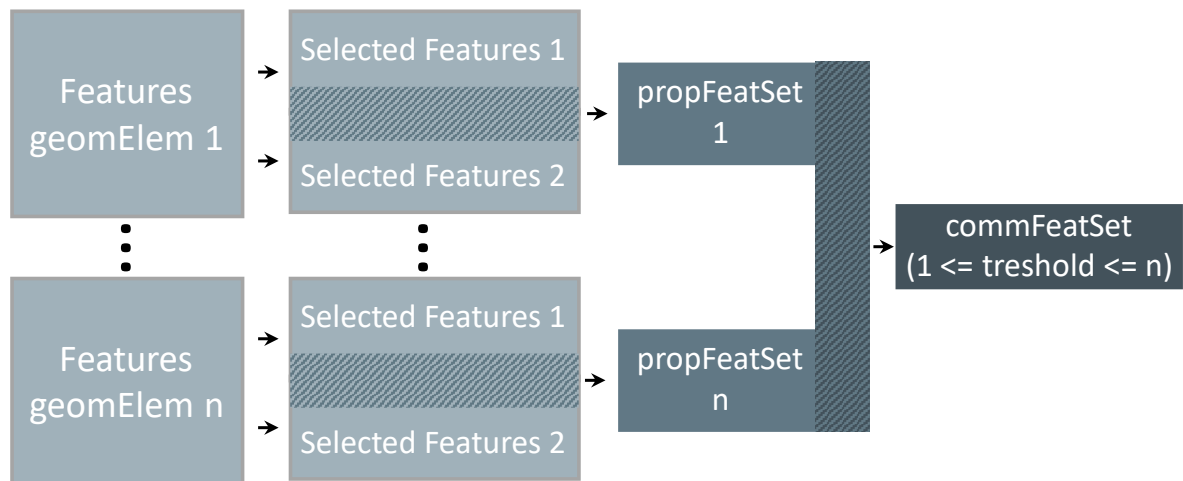 Features
geomElem 1
Selected Features 1
Selected Features 2
propFeatSet
1
Features
geomElem n
Selected Features 1
Selected Features 2
propFeatSet
n
commFeatSet
(1 <= treshold <= n)